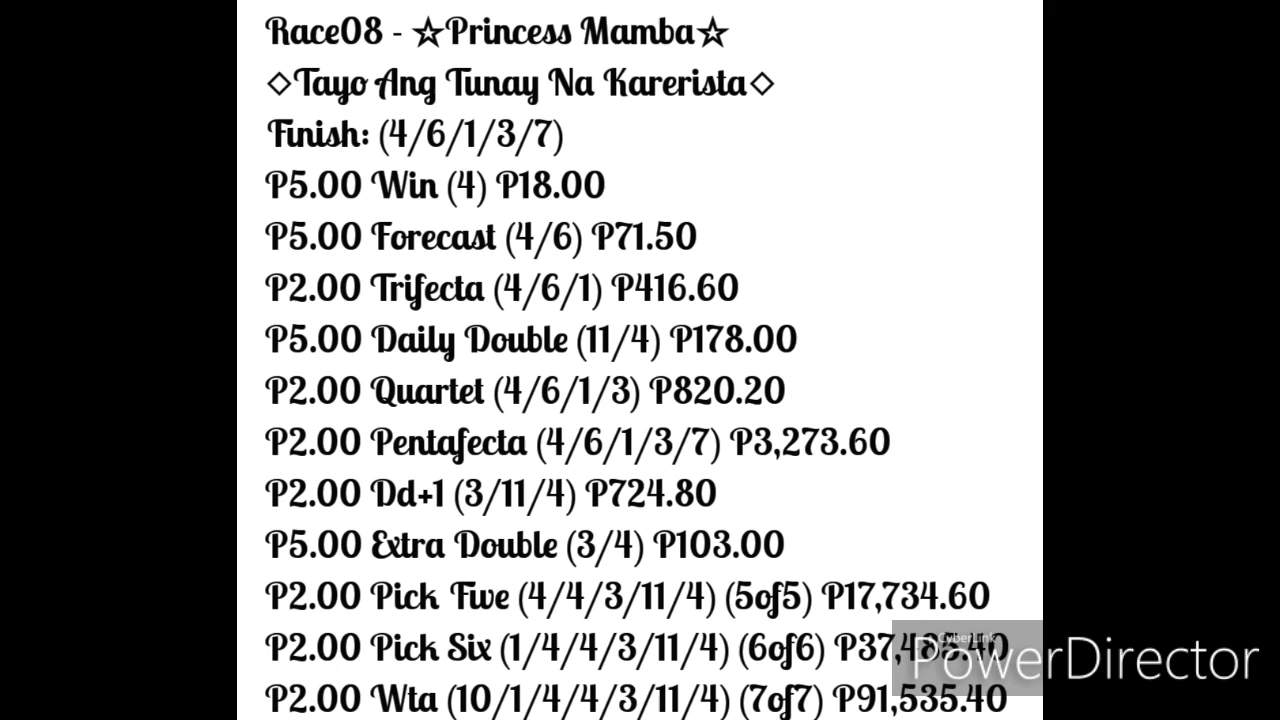 Race08 - ☆Princess Mamba☆
◇Tayo Ang Tunay Na Karerista◇
Finish: (4/6/1/3/7)
P5.00 Win (4) P18.00
P5.00 Forecast (4/6) P71.50
P2.00 Trifecta (4/6/1) P416.60
P5.00 Daily Double (11/4) P178.00
P2.00 Quartet (4/6/1/3) P820.20
P2.00 Pentafecta (4/6/1/3/7) P3,273.60
P2.00 Dd+1 (3/11/4) P724.80
P5.00 Extra Double (3/4) P103.00
P2.00 Pick Five (4/4/3/11/4) (5of5) P17,734.60
P2.00 Pick Six (1/4/4/3/11/4) (6of6)
P2.00 Wta (10/1/4/4/3/11/4) (7of7) P91,535.40
CyberLink
PowerDirector